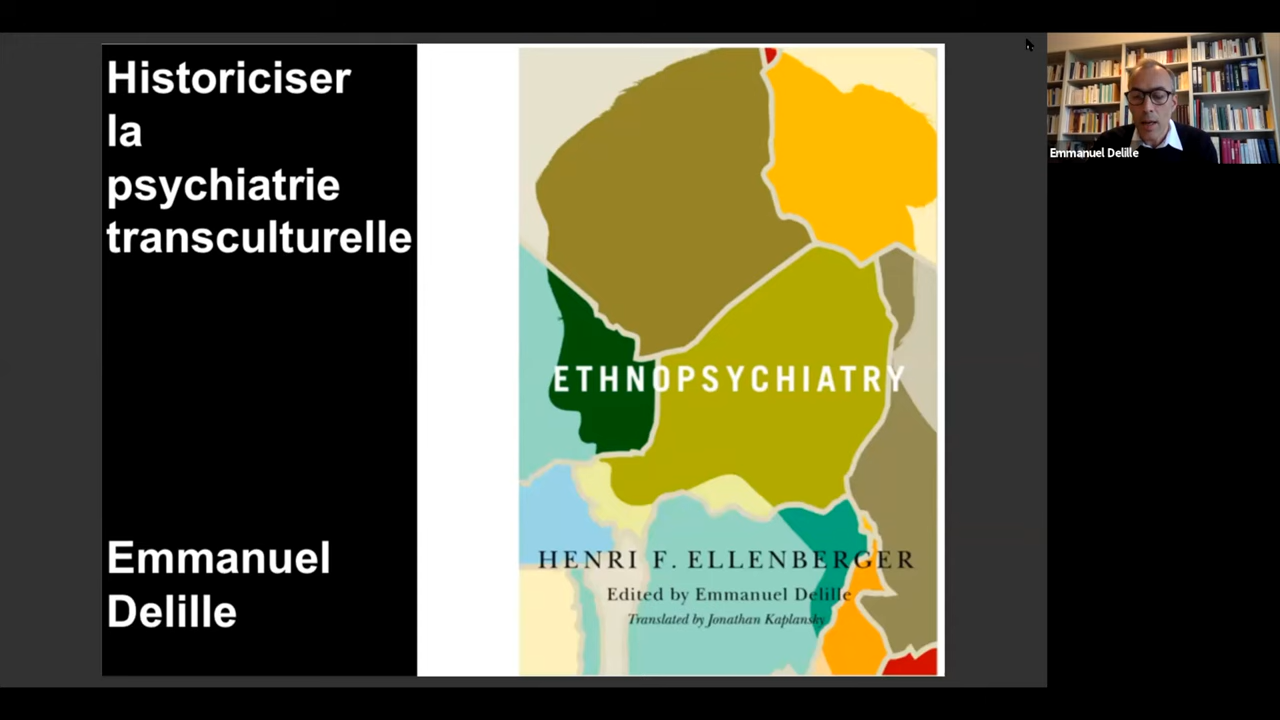 Historiciser
la
psychiatrie
transculturelle
Emmanuel
Delille
ETHNOPSYCHIATRY
HENRI F. ELLENBERGER
Edited by Emmanuel Delille
Translated by Jonathan Kaplansky
Emmanuel Delille